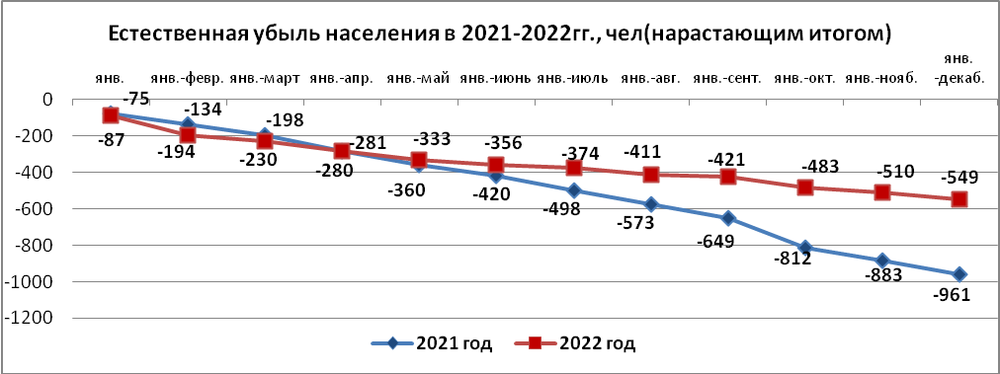 Естественная убыль населения в 2021-2022гг., чел(нарастающим итогом)
янв. янв.-февр. янв.-март янв.-апр. янв.-май янв.-июнь янв.-июль янв.-авг. янв.-сент. янв.-окт. янв.-нояб. янв.-декаб.
0
-200
-400
-600
-800
-1000
-1200
-75 -134 -198 -281 -333 -356 -374 -411 -421 -483 -510 -549
-87 -194 -230 -280 -360 -420 -498 -573 -649 -812 -883 -961
2021 год 2022 год